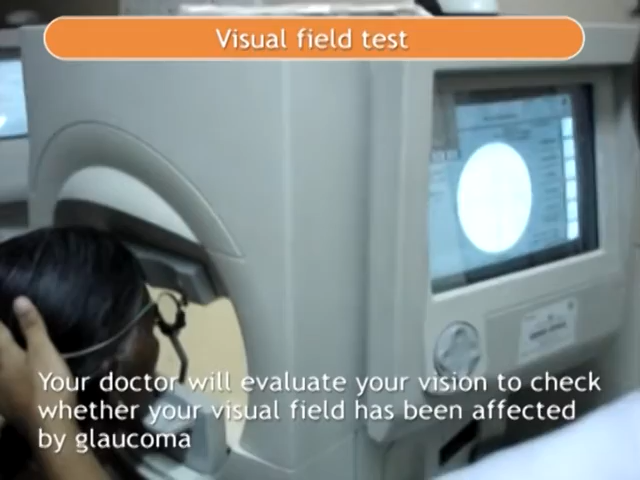 Visual field test
Your doctor will evaluate your vision to check
whether your visual field has been affected
by glaucoma